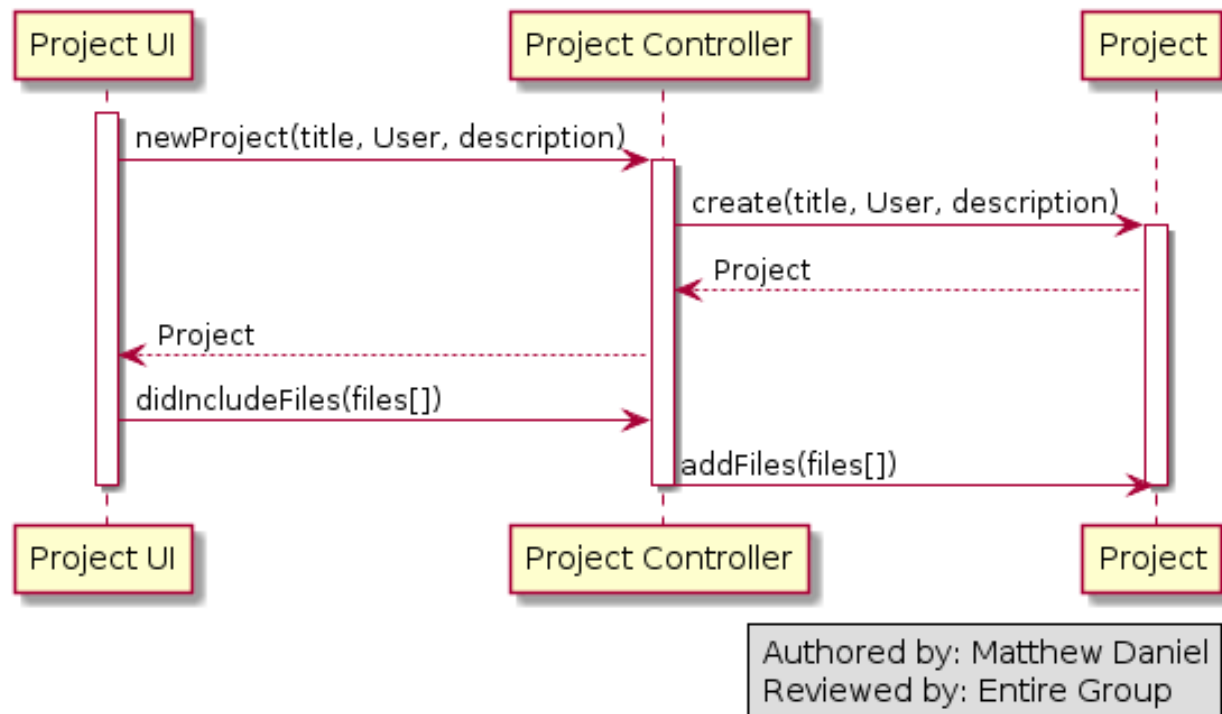 Project UI
Project Controller
Project
newProject(title, User, description)
create(title, User, description)
Project
Project
didIncludeFiles(files[])
addFiles(files[])
Project UI
Project Controller
Project
Authored by: Matthew Daniel
Reviewed by: Entire Group